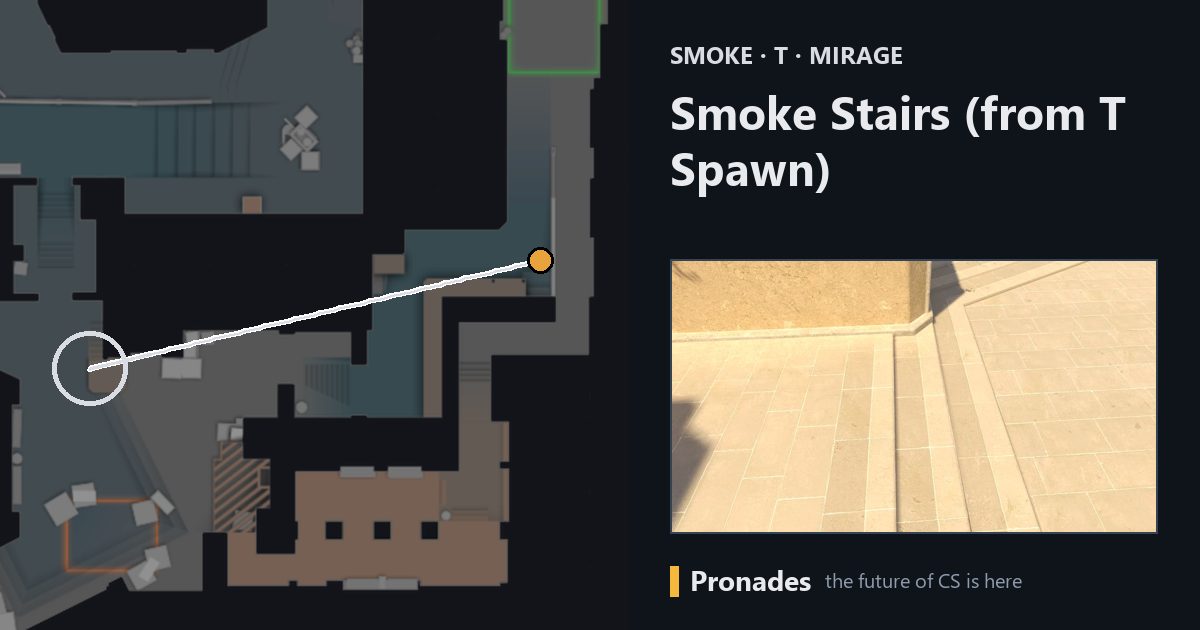 SMOKE · T · MIRAGE
Smoke Stairs (from T
Spawn)
Pronades the future of CS is here